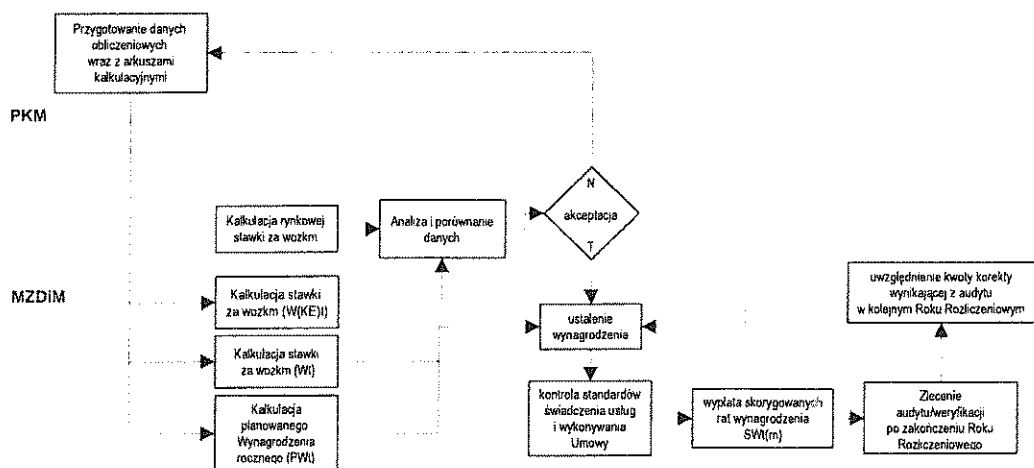 Przygotowanie danych
obliczeniowych
wraz z arkuszami
kalkulacyjnymi
PKM
N
akceptacja
T
Kalkulacja rynkowej
stawki za wozkm
Analiza i porównanie
danych
MZDiM
Kalkulacja stawki
za wozkm (W(KE)t)
ustalenie
wynagrodzenia
uwzględnienie kwoty korekty
wynikającej z audytu
w kolejnym Roku Rozliczeniowym
Kalkulacja stawki
za wozkm (Wt)
Kalkulacja
planowanego
Wynagrodzenia
rocznego (PWt)
kontrola standardów
świadczenia usług
i wykonywania
Umowy
wypłata skorygowanych
rat wynagrodzenia
SWt(m)
Zlecenie
audytu/weryfikacji
po zakończeniu Roku
Rozliczeniowego